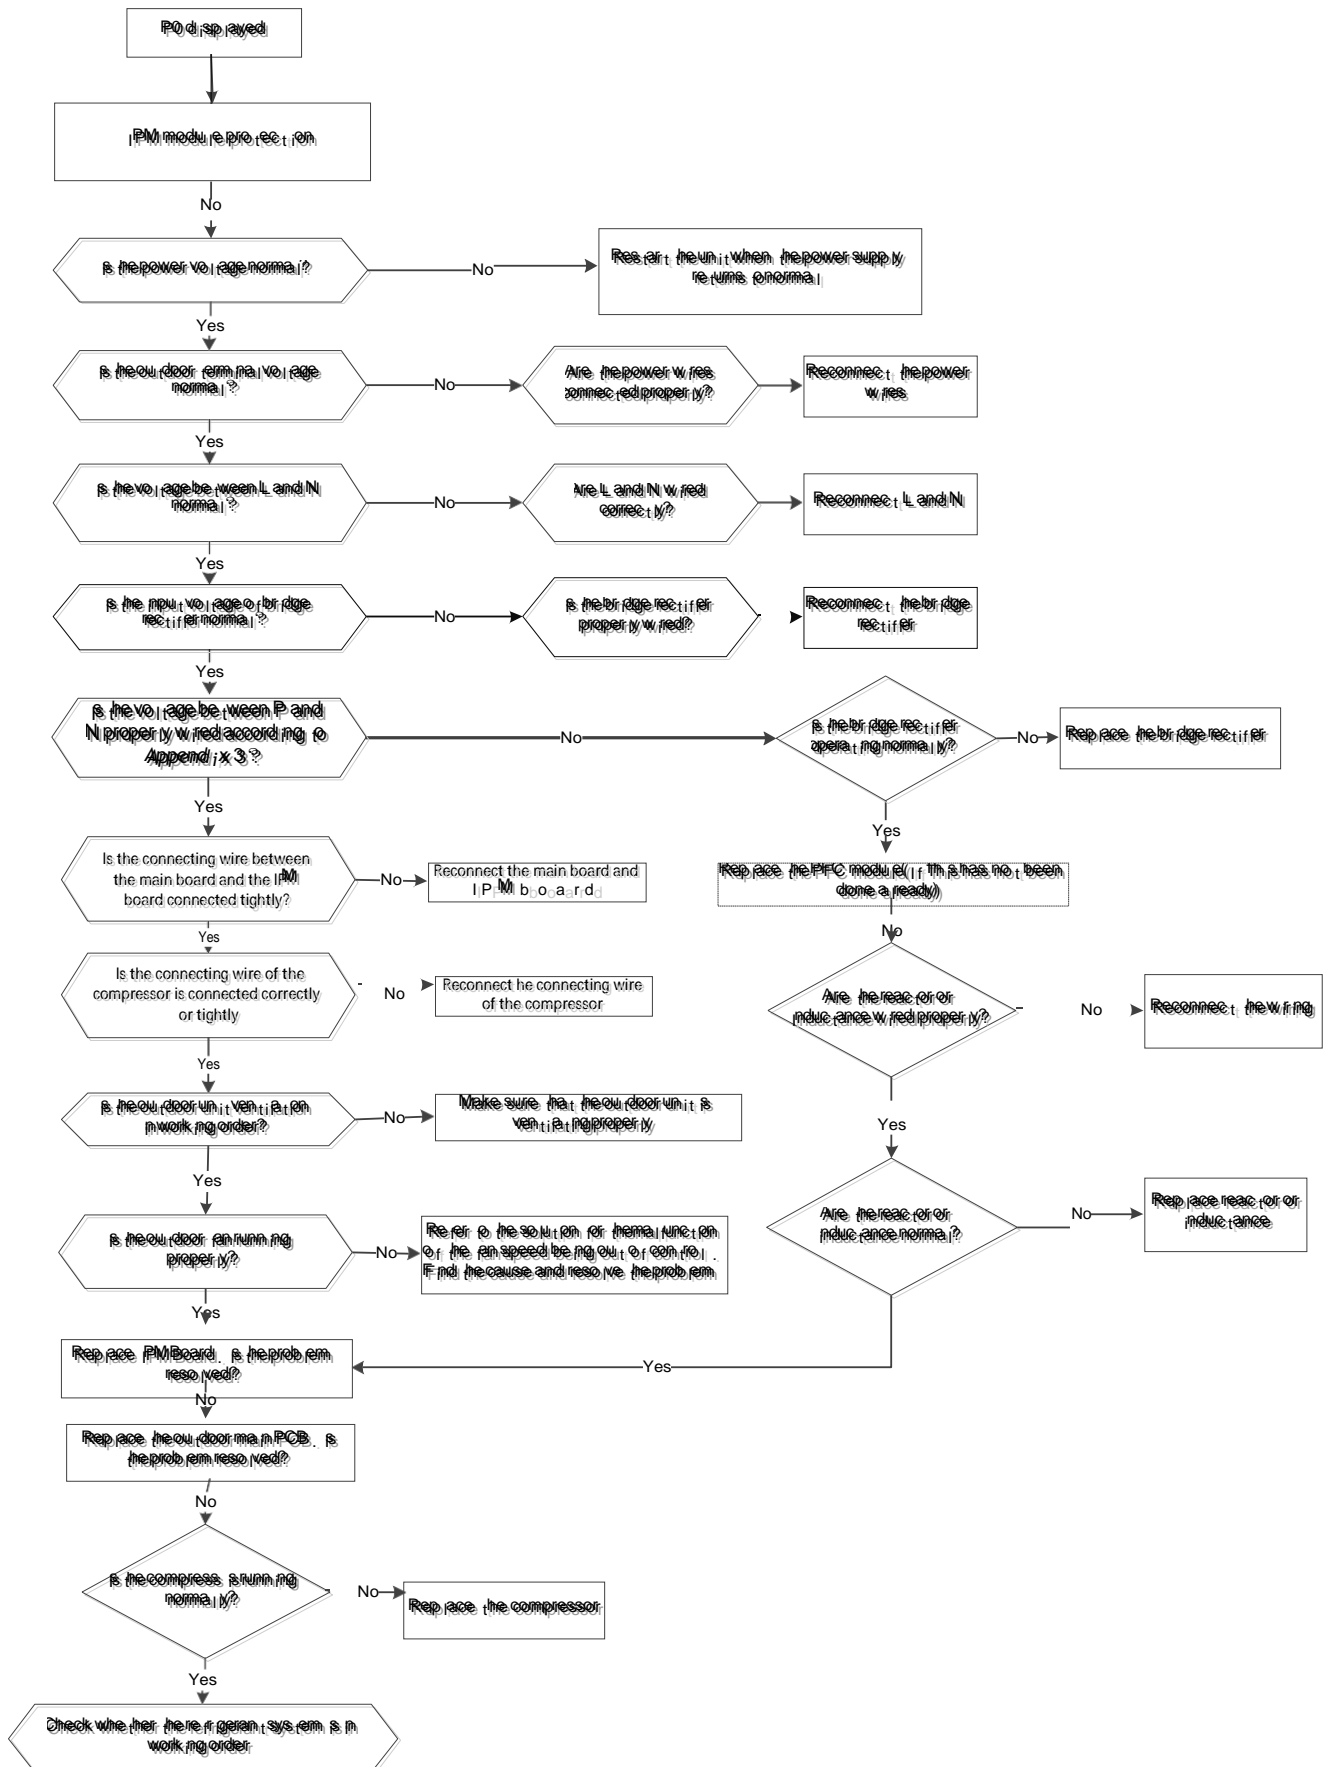 P0 displayed
IPM module protection
No
Is the power voltage normal?
No
Restart the unit when the power supply
returns to normal
Yes
Is the outdoor terminal voltage
normal?
No
Are the power wires
connected properly?
Reconnect the power
wires
Yes
Is the voltage between L and N
normal?
No
Are L and N wired
correctly?
Reconnect L and N
Yes
Is the input voltage of bridge
rectifier normal?
No
Is the bridge rectifier
properly wired?
Reconnect the bridge
rectifier
Yes
Is the voltage between P and
N properly wired according to
Appendix 3?
No
Is the bridge rectifier
operating normally?
No
Replace the bridge rectifier
Yes
Yes
Is the connecting wire between
the main board and the IPM
board connected tightly?
No
Reconnect the main board and
IPM board
Replace the PFC module(If This has not been
done already)
Yes
No
Is the connecting wire of the
compressor is connected correctly
or tightly
No
Reconnect he connecting wire
of the compressor
Are the reactor or
inductance wired properly?
No
Reconnect the wiring
Yes
Is the outdoor unit ventilation
in working order?
No
Make sure that the outdoor unit is
ventilating properly
Yes
Yes
Is the outdoor fan running
properly?
No
Refer to the solution for the malfunction
of the fan speed being out of control.
Find the cause and resolve the problem
Are the reactor or
inductance normal?
No
Replace reactor or
inductance
Yes
Replace IPM Board. Is the problem
resolved?
Yes
No
Replace the outdoor main PCB. Is
the problem resolved?
No
Is the compress is running
normally?
No
Replace the compressor
Yes
Check whether the refrigerant system is in
working order